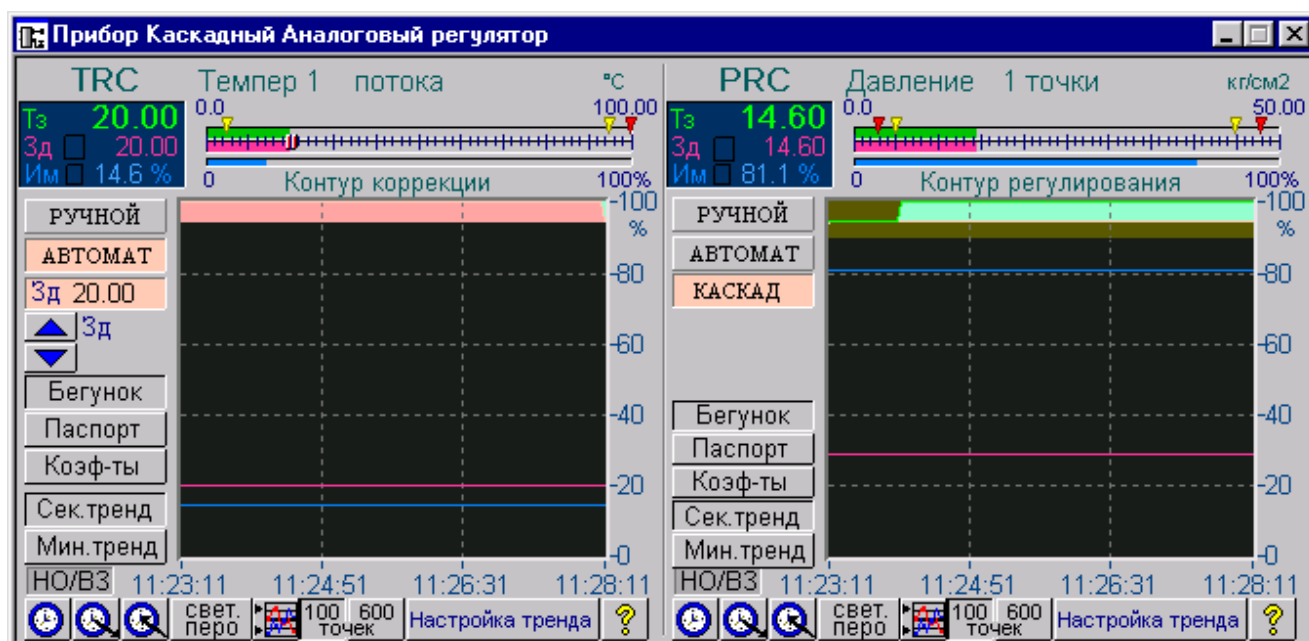 Прибор Каскадный Аналоговый регулятор
TRC Темпер 1 потока °C
Тз 20.00 0.0 100.00
Зд 20.00
Им 14.6 % 0 Контур коррекции 100%
РУЧНОЙ
АВТОМАТ
Зд 20.00
Зд
Бегунок
Паспорт
Коэф-ты
Сек.тренд
Мин.тренд
НО/ВЗ
-100
%
-80
-60
-40
-20
-0
11:23:11 11:24:51 11:26:31 11:28:11
свет. перо 100 600 точек Настройка тренда ?
PRC Давление 1 точки кг/см2
Тз 14.60 0.0 50.00
Зд 14.60
Им 81.1 % 0 Контур регулирования 100%
РУЧНОЙ
АВТОМАТ
КАСКАД
Бегунок
Паспорт
Коэф-ты
Сек.тренд
Мин.тренд
НО/ВЗ
-100
%
-80
-60
-40
-20
-0
11:23:11 11:24:51 11:26:31 11:28:11
свет. перо 100 600 точек Настройка тренда ?